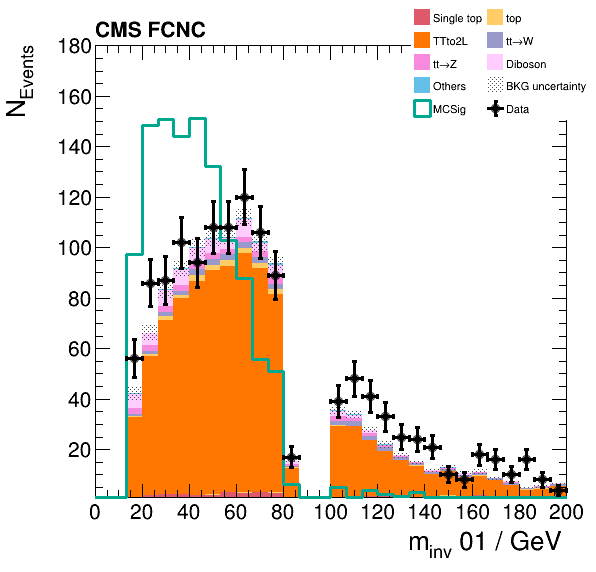 CMS FCNC
Single top
top
TTto2L
tt→W
tt→Z
Diboson
Others
BKG uncertainty
MCSig
Data
N_Events
180
160
140
120
100
80
60
40
20
0 20 40 60 80 100 120 140 160 180 200
m_inv 01 / GeV